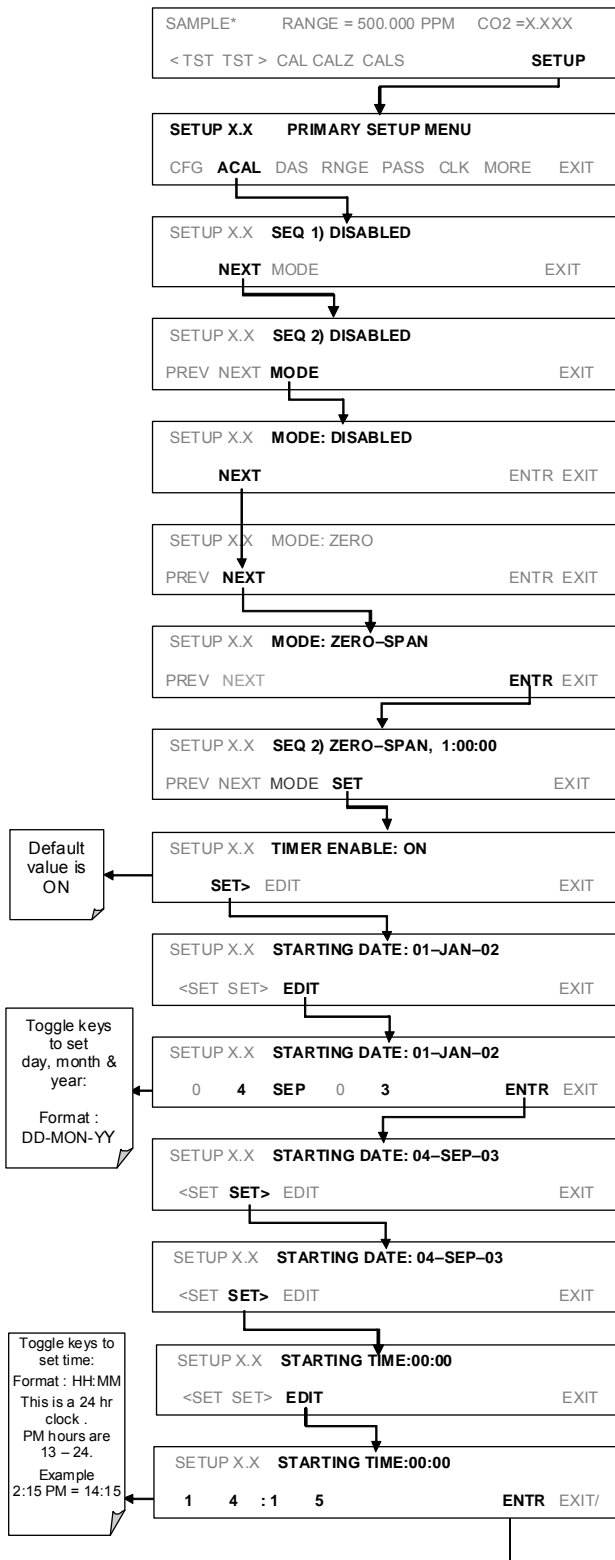 SAMPLE* RANGE = 500.000 PPM CO2 =X.XXX
< TST TST > CAL CALZ CALS SETUP
SETUP X.X PRIMARY SETUP MENU
CFG ACAL DAS RNGE PASS CLK MORE EXIT
SETUP X.X SEQ 1) DISABLED
NEXT MODE EXIT
SETUP X.X SEQ 2) DISABLED
PREV NEXT MODE EXIT
SETUP X.X MODE: DISABLED
NEXT ENTR EXIT
SETUP X.X MODE: ZERO
PREV NEXT ENTR EXIT
SETUP X.X MODE: ZERO–SPAN
PREV NEXT ENTR EXIT
SETUP X.X SEQ 2) ZERO–SPAN, 1:00:00
PREV NEXT MODE SET EXIT
Default
value is
ON
SETUP X.X TIMER ENABLE: ON
SET> EDIT EXIT
SETUP X.X STARTING DATE: 01–JAN–02
<SET SET> EDIT EXIT
Toggle keys
to set
day, month &
year:
Format :
DD-MON-YY
SETUP X.X STARTING DATE: 01–JAN–02
0 4 SEP 0 3 ENTR EXIT
SETUP X.X STARTING DATE: 04–SEP–03
<SET SET> EDIT EXIT
SETUP X.X STARTING DATE: 04–SEP–03
<SET SET> EDIT EXIT
Toggle keys to
set time:
Format : HH:MM
This is a 24 hr
clock .
PM hours are
13 – 24.
Example
2:15 PM = 14:15
SETUP X.X STARTING TIME:00:00
<SET SET> EDIT EXIT
SETUP X.X STARTING TIME:00:00
1 4 :1 5 ENTR EXIT/